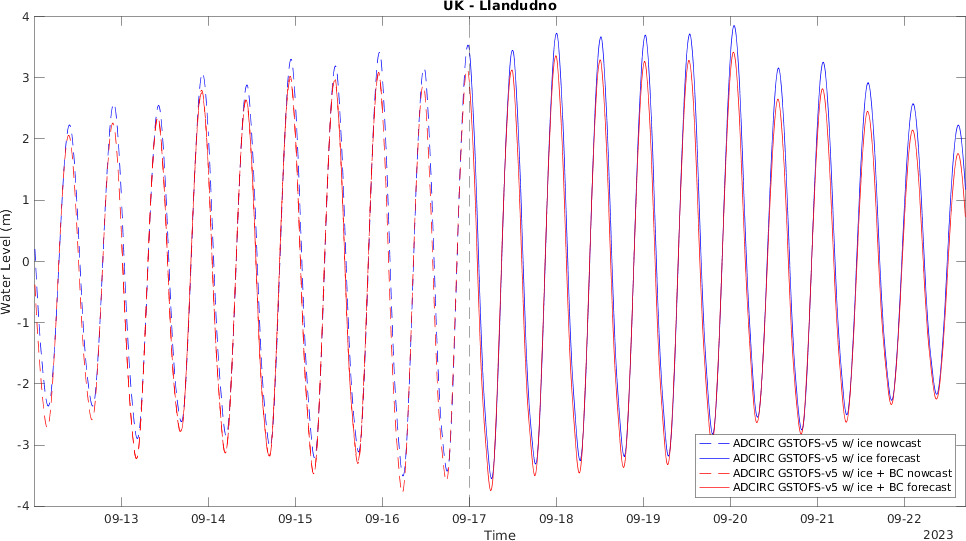 UK - Llandudno
4
3
2
1
0
-1
-2
-3
-4
Water Level (m)
09-13 09-14 09-15 09-16 09-17 09-18 09-19 09-20 09-21 09-22
Time
2023
ADCIRC GSTOFS-v5 w/ ice nowcast
ADCIRC GSTOFS-v5 w/ ice forecast
ADCIRC GSTOFS-v5 w/ ice + BC nowcast
ADCIRC GSTOFS-v5 w/ ice + BC forecast